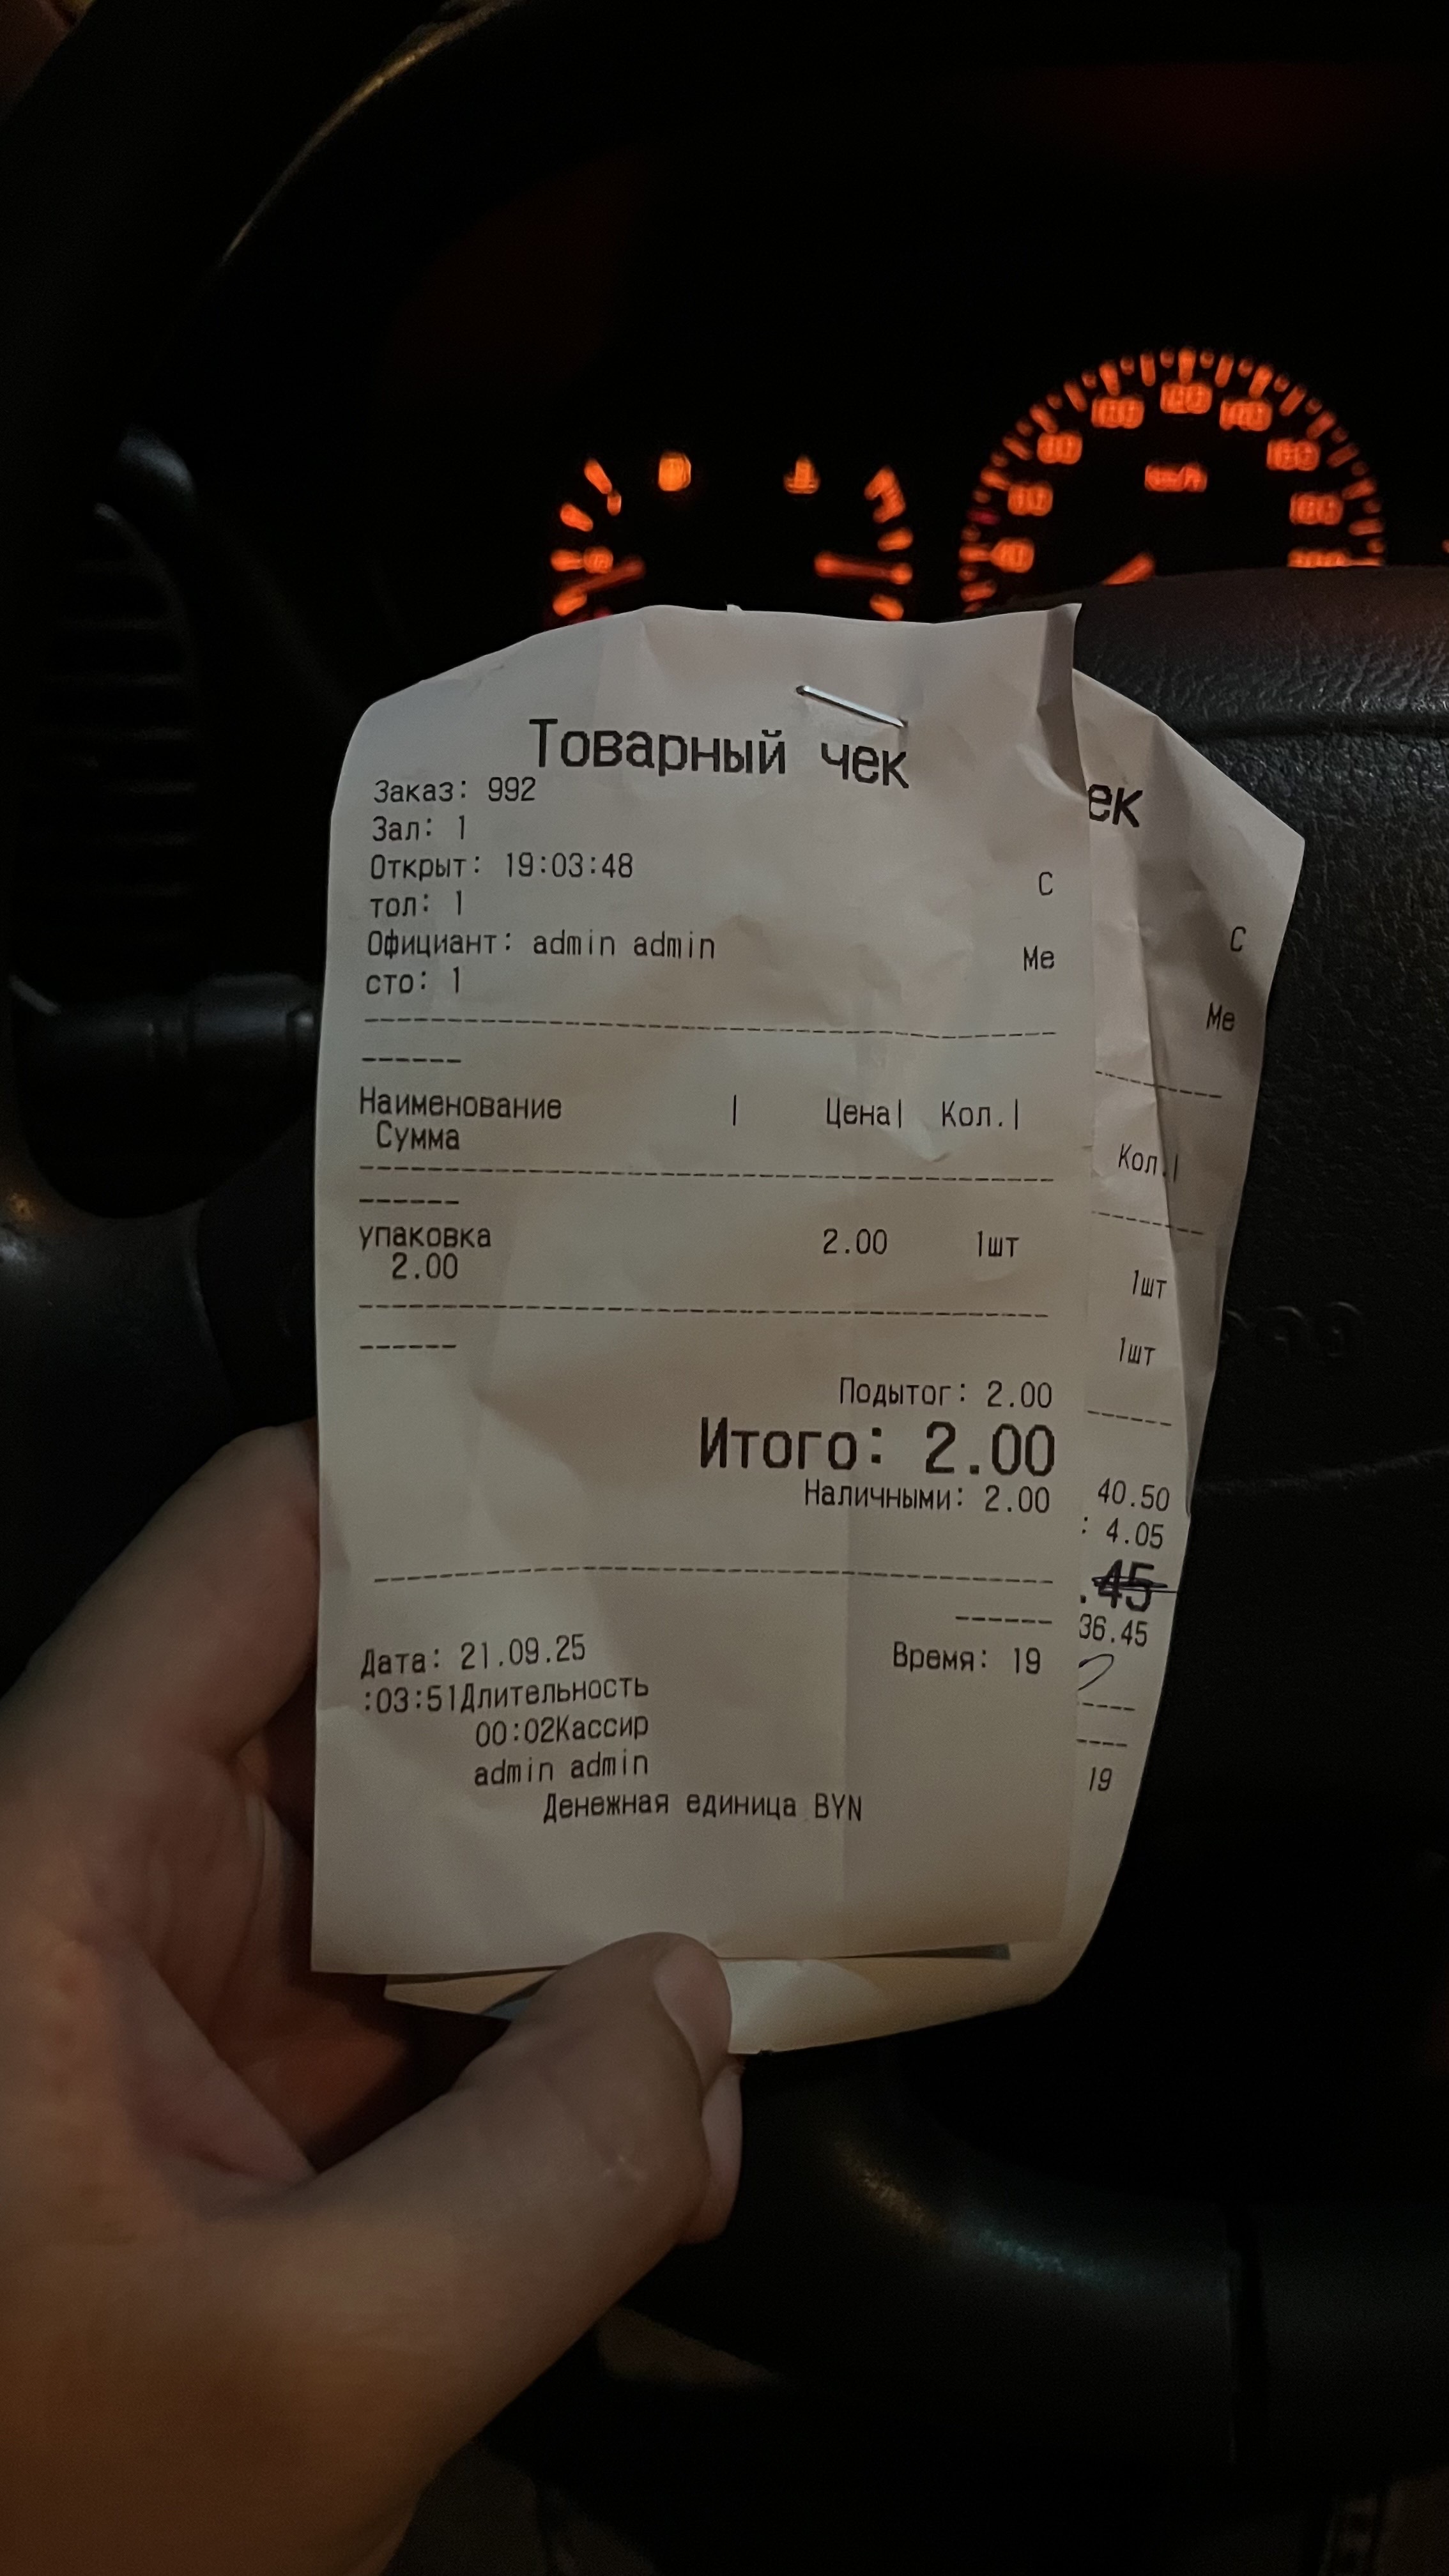 Товарный чек
Заказ: 992
Зал: 1
Открыт: 19:03:48 С
тол: 1
Официант: admin admin Ме
сто: 1
------
Наименование | Цена| Кол.|
Сумма
------
упаковка 2.00 1шт
2.00
------
Подытог: 2.00
Итого: 2.00
Наличными: 2.00
------
Дата: 21.09.25 Время: 19
:03:51Длительность
00:02Кассир
admin admin
Денежная единица BYN
ек
С
Ме
Кол.|
1шт
1шт
40.50
: 4.05
.45
36.45
19
km/h